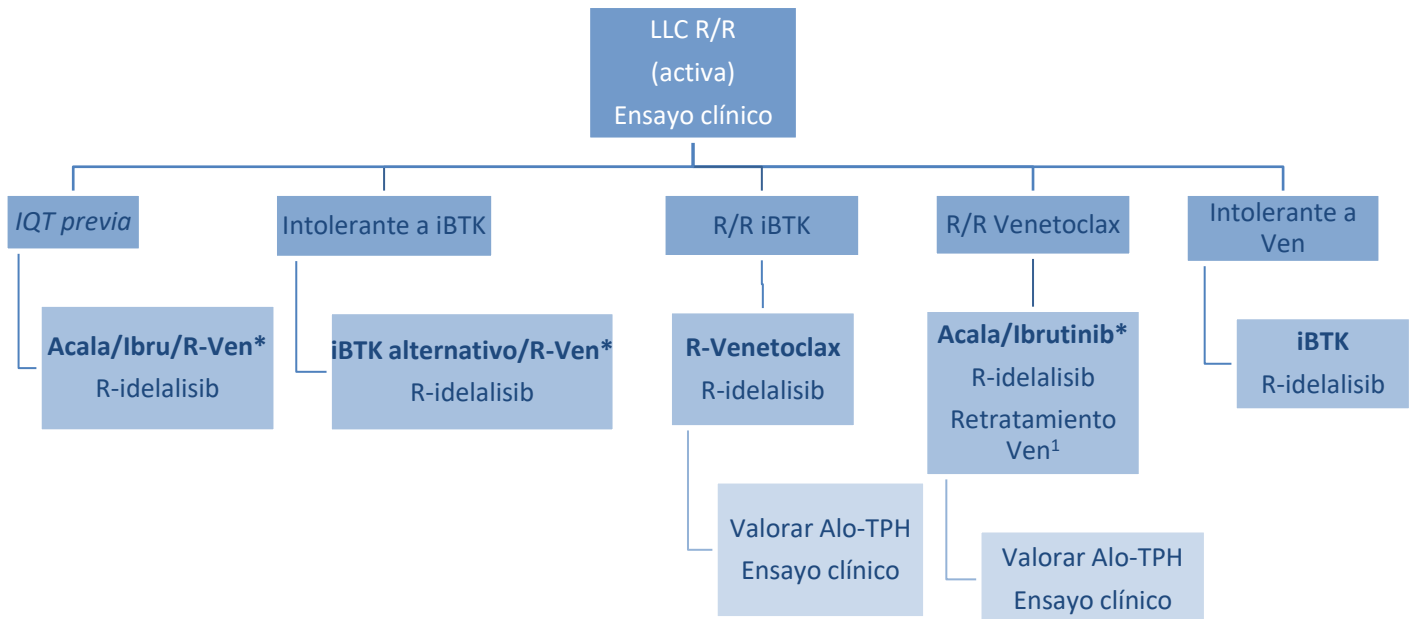 LLC R/R
(activa)
Ensayo clínico
IQT previa
Intolerante a iBTK
R/R iBTK
R/R Venetoclax
Intolerante a
Ven
Acala/Ibru/R-Ven*
R-idelalisib
iBTK alternativo/R-Ven*
R-idelalisib
R-Venetoclax
R-idelalisib
Acala/Ibrutinib*
R-idelalisib
Retratamiento
Ven¹
iBTK
R-idelalisib
Valorar Alo-TPH
Ensayo clínico
Valorar Alo-TPH
Ensayo clínico